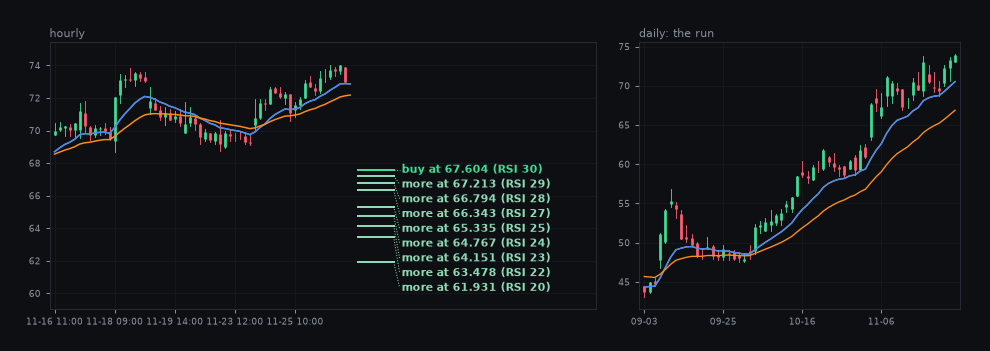 hourly
74
72
70
68
66
64
62
60
11-16 11:00 11-18 09:00 11-19 14:00 11-23 12:00 11-25 10:00
buy at 67.604 (RSI 30)
more at 67.213 (RSI 29)
more at 66.794 (RSI 28)
more at 66.343 (RSI 27)
more at 65.335 (RSI 25)
more at 64.767 (RSI 24)
more at 64.151 (RSI 23)
more at 63.478 (RSI 22)
more at 61.931 (RSI 20)
daily: the run
75
70
65
60
55
50
45
09-03 09-25 10-16 11-06